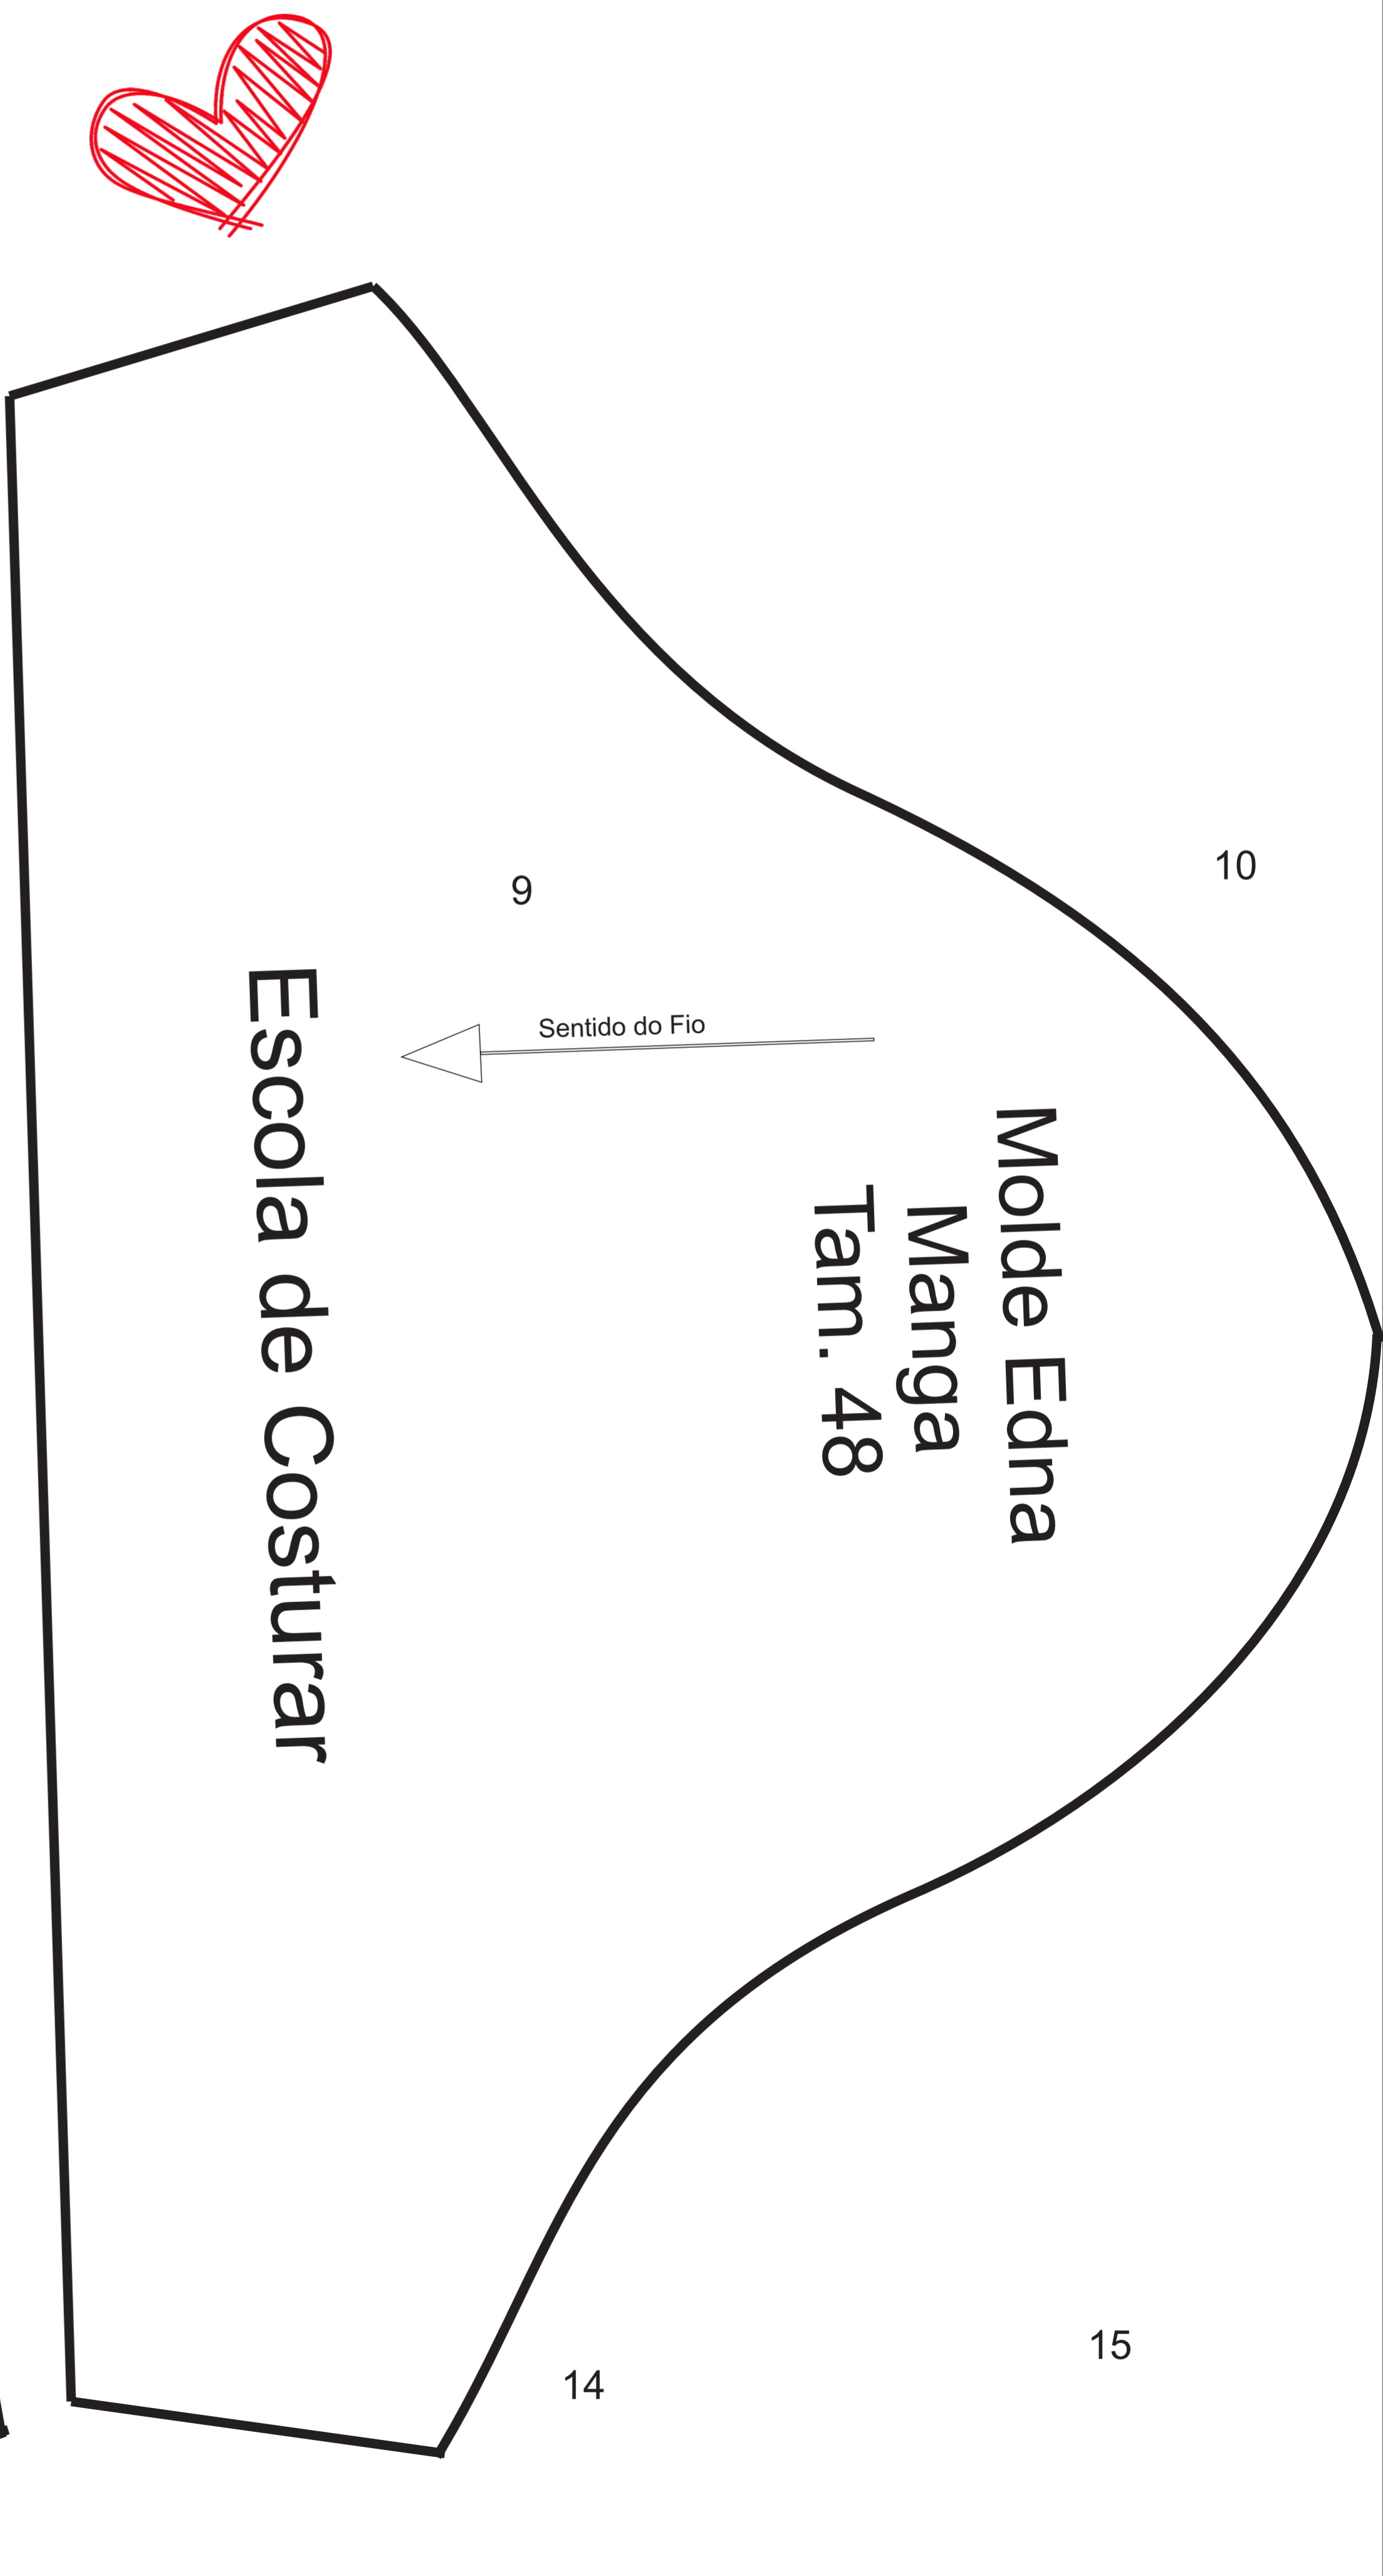 10
9
Sentido do Fio
Molde Edna
Manga
Tam. 48
Escola de Costurar
15
14